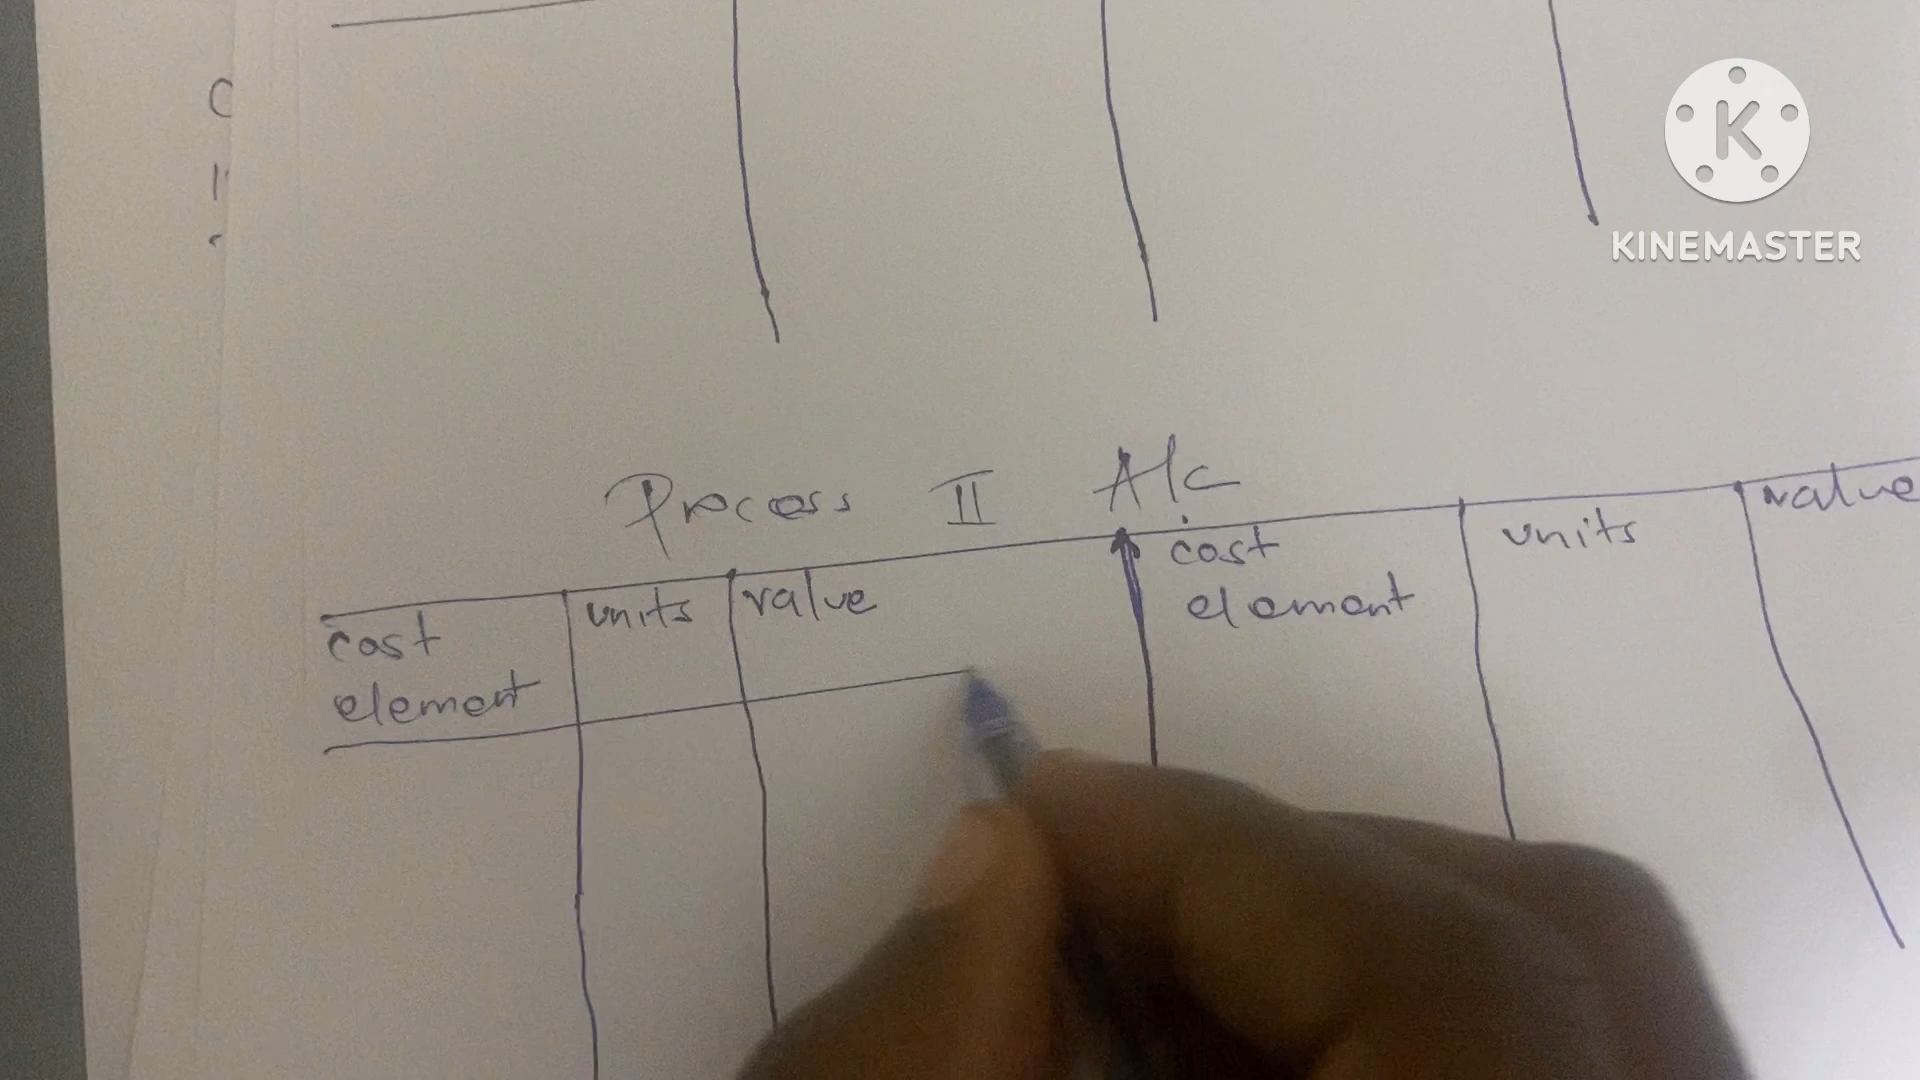 K
KINEMASTER
Process II A/c
cost element
units
value
cost element
units
value